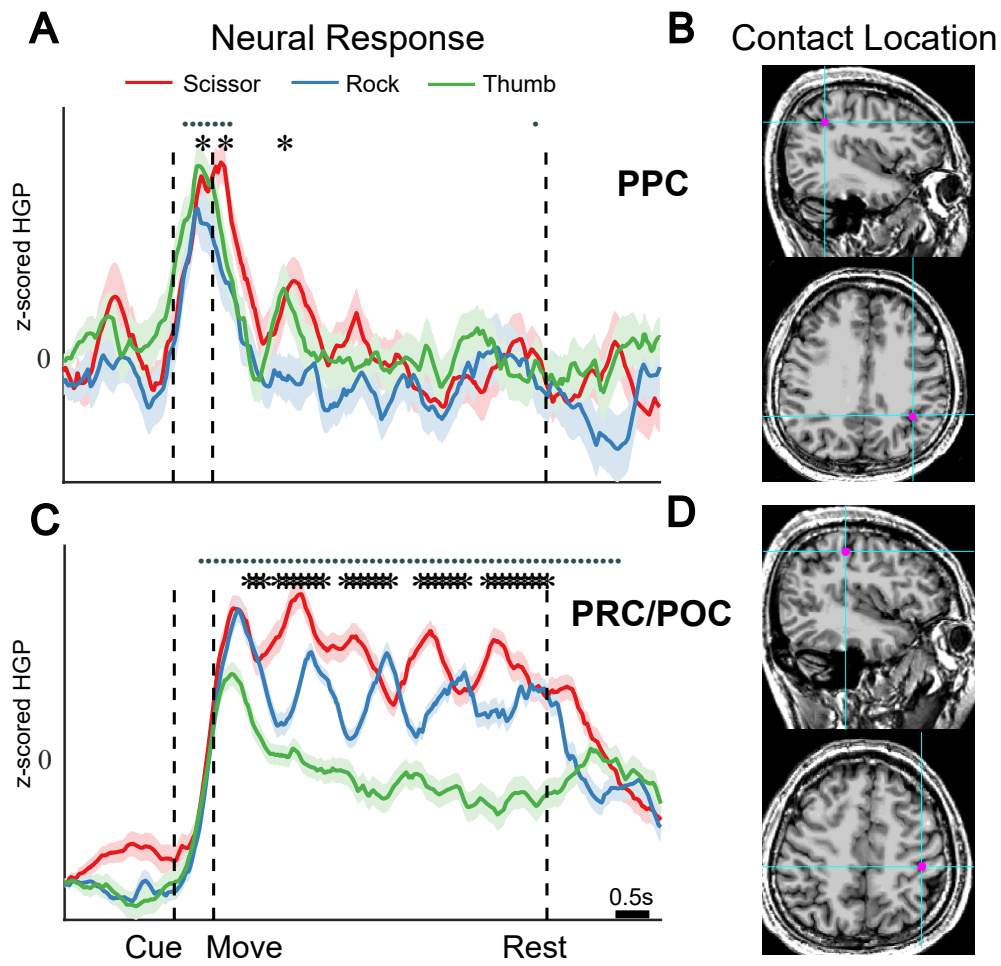 A
Neural Response
B
Contact Location
Scissor Rock Thumb
* * *
PPC
z-scored HGP
0
C
D
*****************************
PRC/POC
z-scored HGP
0
0.5s
Cue Move Rest